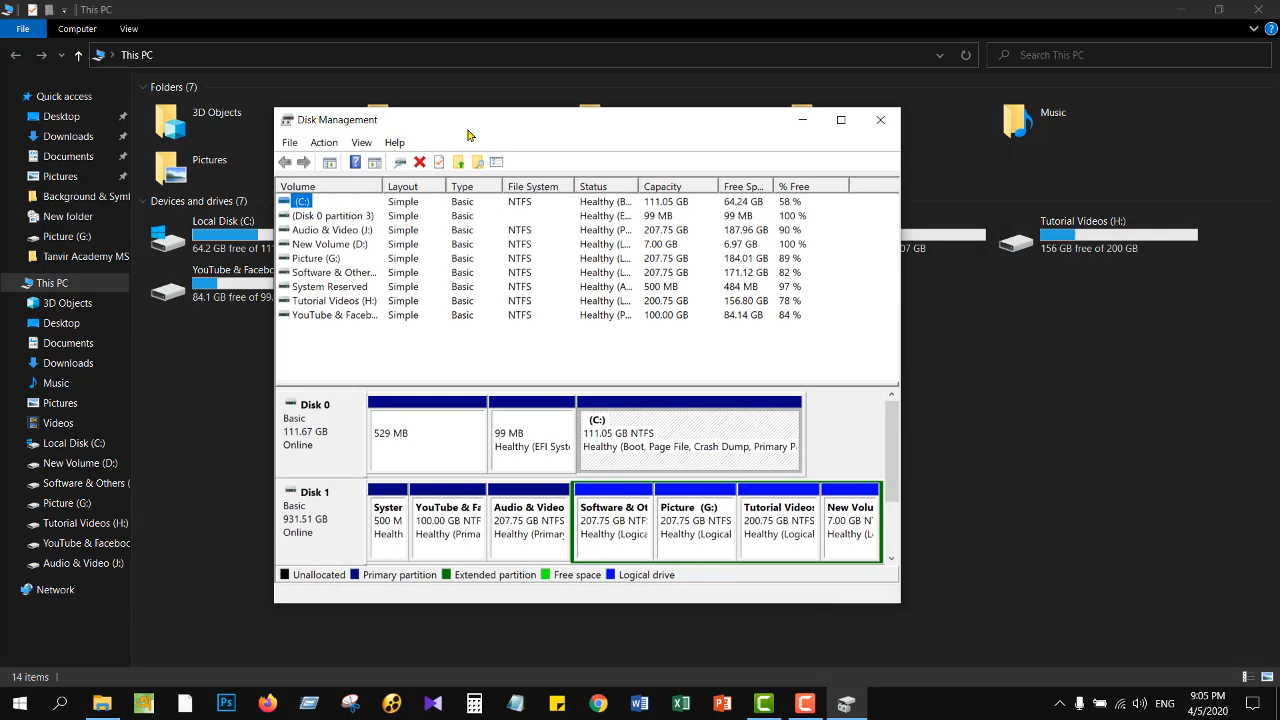 This PC
File
Computer
View
This PC
Search This PC
Quick access
Desktop
Downloads
Documents
Pictures
Background & Symb
New folder
Picture (G:)
Tanvir Academy MS
This PC
3D Objects
Desktop
Documents
Downloads
Music
Pictures
Videos
Local Disk (C:)
New Volume (D:)
Software & Others (
Picture (G:)
Tutorial Videos (H:)
YouTube & Faceboo
Audio & Video (J:)
Network
Folders (7)
3D Objects
Music
Pictures
Devices and drives (7)
Local Disk (C:)
64.2 GB free of 11
YouTube & Facebo
84.1 GB free of 99.
07 GB
Tutorial Videos (H:)
156 GB free of 200 GB
Disk Management
File Action View Help
Volume Layout Type File System Status Capacity Free Sp... % Free
(C:) Simple Basic NTFS Healthy (B... 111.05 GB 64.24 GB 58 %
(Disk 0 partition 3) Simple Basic Healthy (E... 99 MB 99 MB 100 %
Audio & Video (J:) Simple Basic NTFS Healthy (P... 207.75 GB 187.96 GB 90 %
New Volume (D:) Simple Basic NTFS Healthy (L... 7.00 GB 6.97 GB 100 %
Picture (G:) Simple Basic NTFS Healthy (L... 207.75 GB 184.01 GB 89 %
Software & Other... Simple Basic NTFS Healthy (L... 207.75 GB 171.12 GB 82 %
System Reserved Simple Basic NTFS Healthy (A... 500 MB 484 MB 97 %
Tutorial Videos (H:) Simple Basic NTFS Healthy (L... 200.75 GB 156.80 GB 78 %
YouTube & Faceb... Simple Basic NTFS Healthy (P... 100.00 GB 84.14 GB 84 %
Disk 0
Basic
111.67 GB
Online
529 MB
99 MB
Healthy (EFI Syste
(C:)
111.05 GB NTFS
Healthy (Boot, Page File, Crash Dump, Primary P
Disk 1
Basic
931.51 GB
Online
Syster
500 M
Health
YouTube & Fa
100.00 GB NTF
Healthy (Prima
Audio & Video
207.75 GB NTF
Healthy (Primar
Software & Ot
207.75 GB NTF
Healthy (Logica
Picture (G:)
207.75 GB NTFS
Healthy (Logical
Tutorial Videos
200.75 GB NTFS
Healthy (Logical
New Volu
7.00 GB N
Healthy (L
Unallocated Primary partition Extended partition Free space Logical drive
14 items
ENG
9:05 PM
4/5/2020